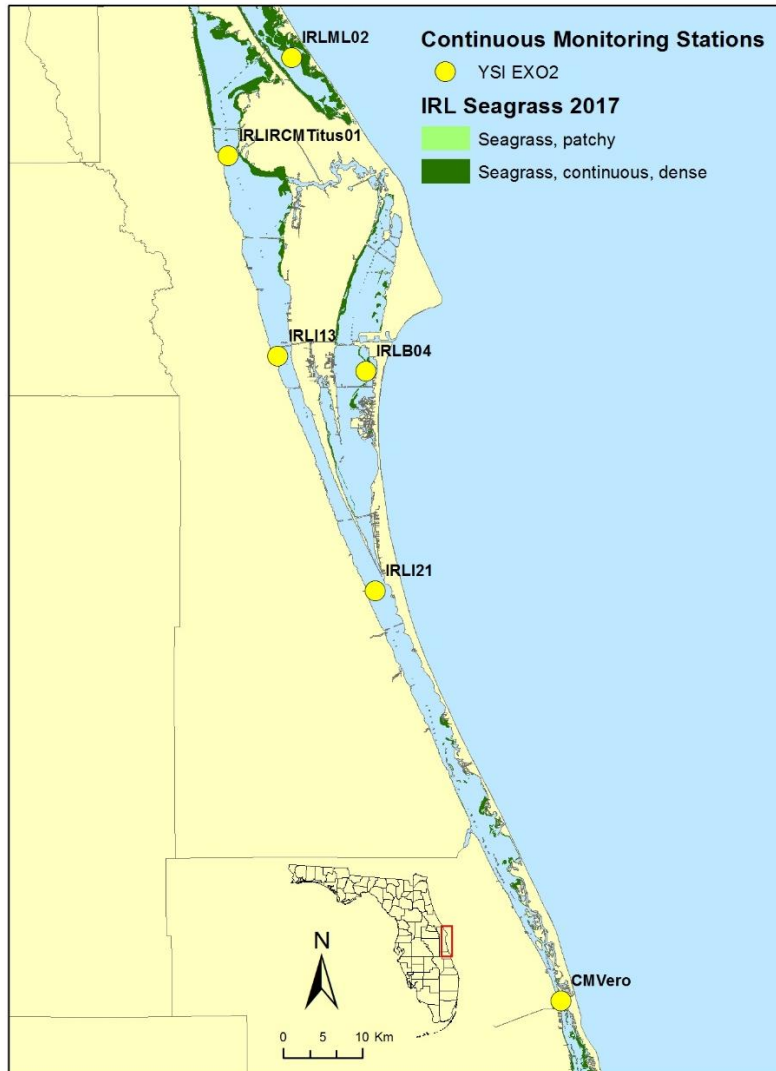 IRLML02
Continuous Monitoring Stations
YSI EXO2
IRL Seagrass 2017
Seagrass, patchy
Seagrass, continuous, dense
IRLIRCMTitus01
IRLI13
IRLB04
IRLI21
CMVero
N
0 5 10 Km